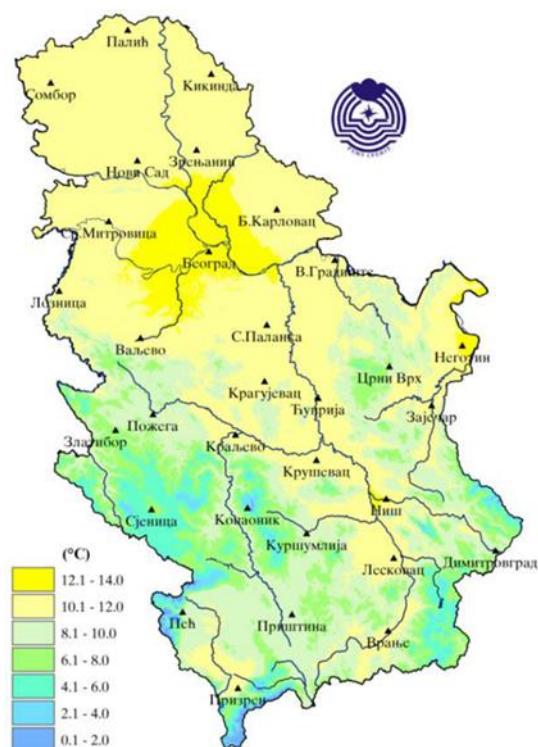 Палић
Кикинда
Сомбор
Зрењанин
Нови Сад
Б.Карловац
Ср.Митровица
Београд
В.Градиште
Лозница
С.Паланка
Ваљево
Неготин
Црни Врх
Крагујевац
Ћуприја
Зајечар
Пожега
Златибор
Краљево
Крушевац
Ниш
Сјеница
Копаоник
Куршумлија
Димитровград
Лесковац
Пећ
Приштина
Врање
Призрен
(°C)
12.1 - 14.0
10.1 - 12.0
8.1 - 10.0
6.1 - 8.0
4.1 - 6.0
2.1 - 4.0
0.1 - 2.0